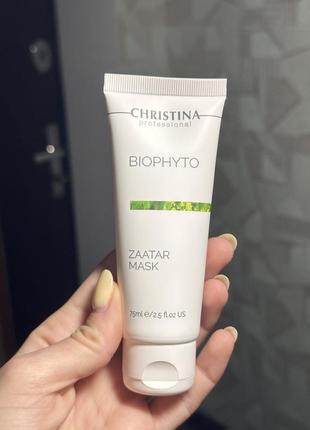 CHRISTINA
professional
BIOPHYTO
ZAATAR
MASK
75ml e/2.5 fl.oz US